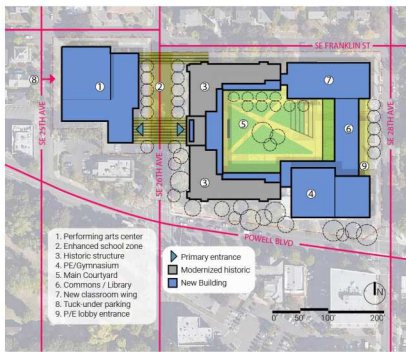 SE FRANKLIN ST
SE 25TH AVE
SE 26TH AVE
SE 28TH AVE
POWELL BLVD
8
1
2
3
7
5
6
3
9
4
1. Performing arts center
2. Enhanced school zone
3. Historic structure
4. PE/Gymnasium
5. Main Courtyard
6. Commons / Library
7. New classroom wing
8. Tuck-under parking
9. P/E lobby entrance
Primary entrance
Modernized historic
New Building
N
0' 50' 100' 200'